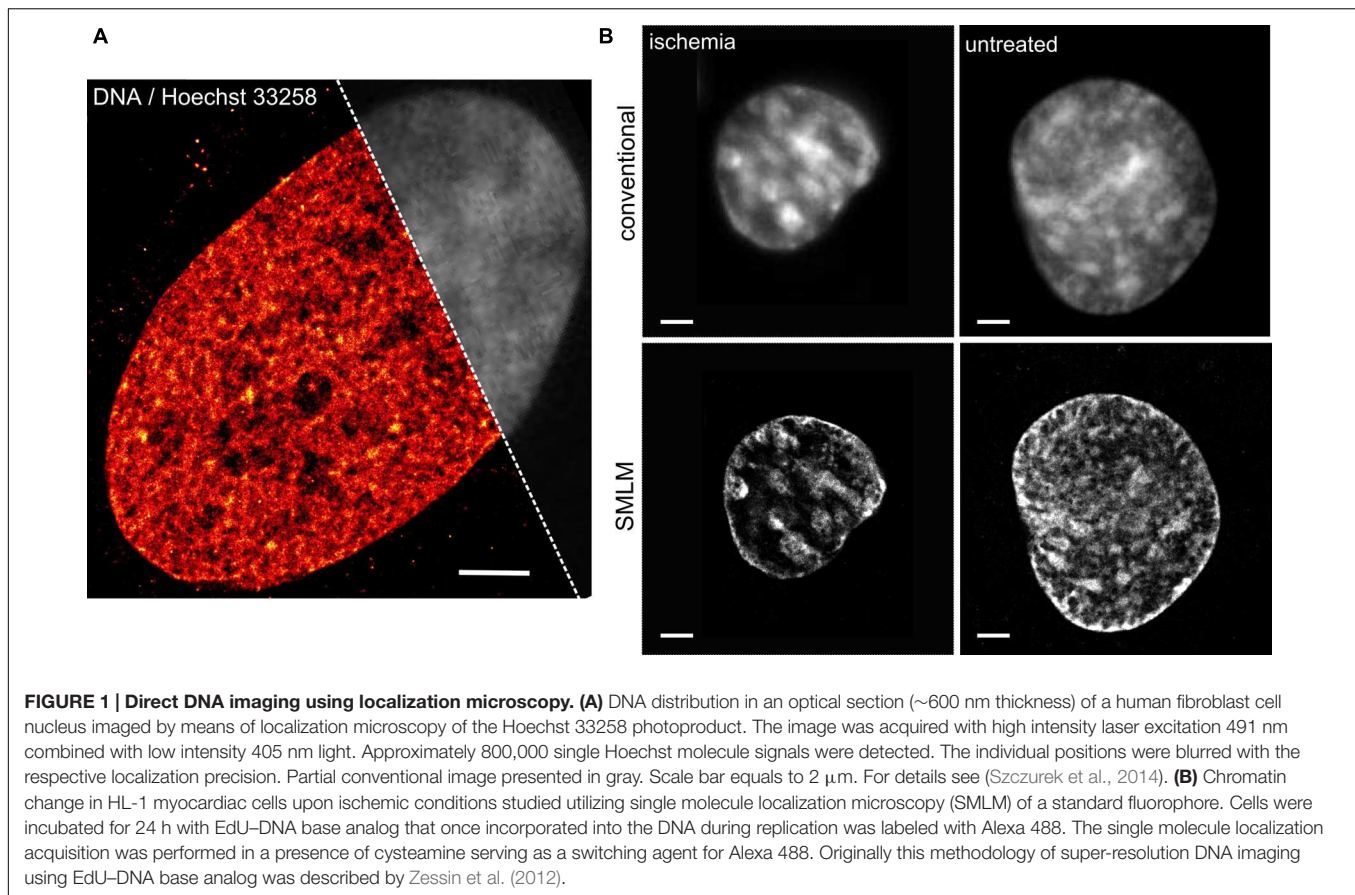 A
B
DNA / Hoechst 33258
ischemia
untreated
conventional
SMLM
FIGURE 1 | Direct DNA imaging using localization microscopy. (A) DNA distribution in an optical section (~600 nm thickness) of a human fibroblast cell
nucleus imaged by means of localization microscopy of the Hoechst 33258 photoproduct. The image was acquired with high intensity laser excitation 491 nm
combined with low intensity 405 nm light. Approximately 800,000 single Hoechst molecule signals were detected. The individual positions were blurred with the
respective localization precision. Partial conventional image presented in gray. Scale bar equals to 2 μm. For details see (Szczurek et al., 2014). (B) Chromatin
change in HL-1 myocardiac cells upon ischemic conditions studied utilizing single molecule localization microscopy (SMLM) of a standard fluorophore. Cells were
incubated for 24 h with EdU–DNA base analog that once incorporated into the DNA during replication was labeled with Alexa 488. The single molecule localization
acquisition was performed in a presence of cysteamine serving as a switching agent for Alexa 488. Originally this methodology of super-resolution DNA imaging
using EdU–DNA base analog was described by Zessin et al. (2012).